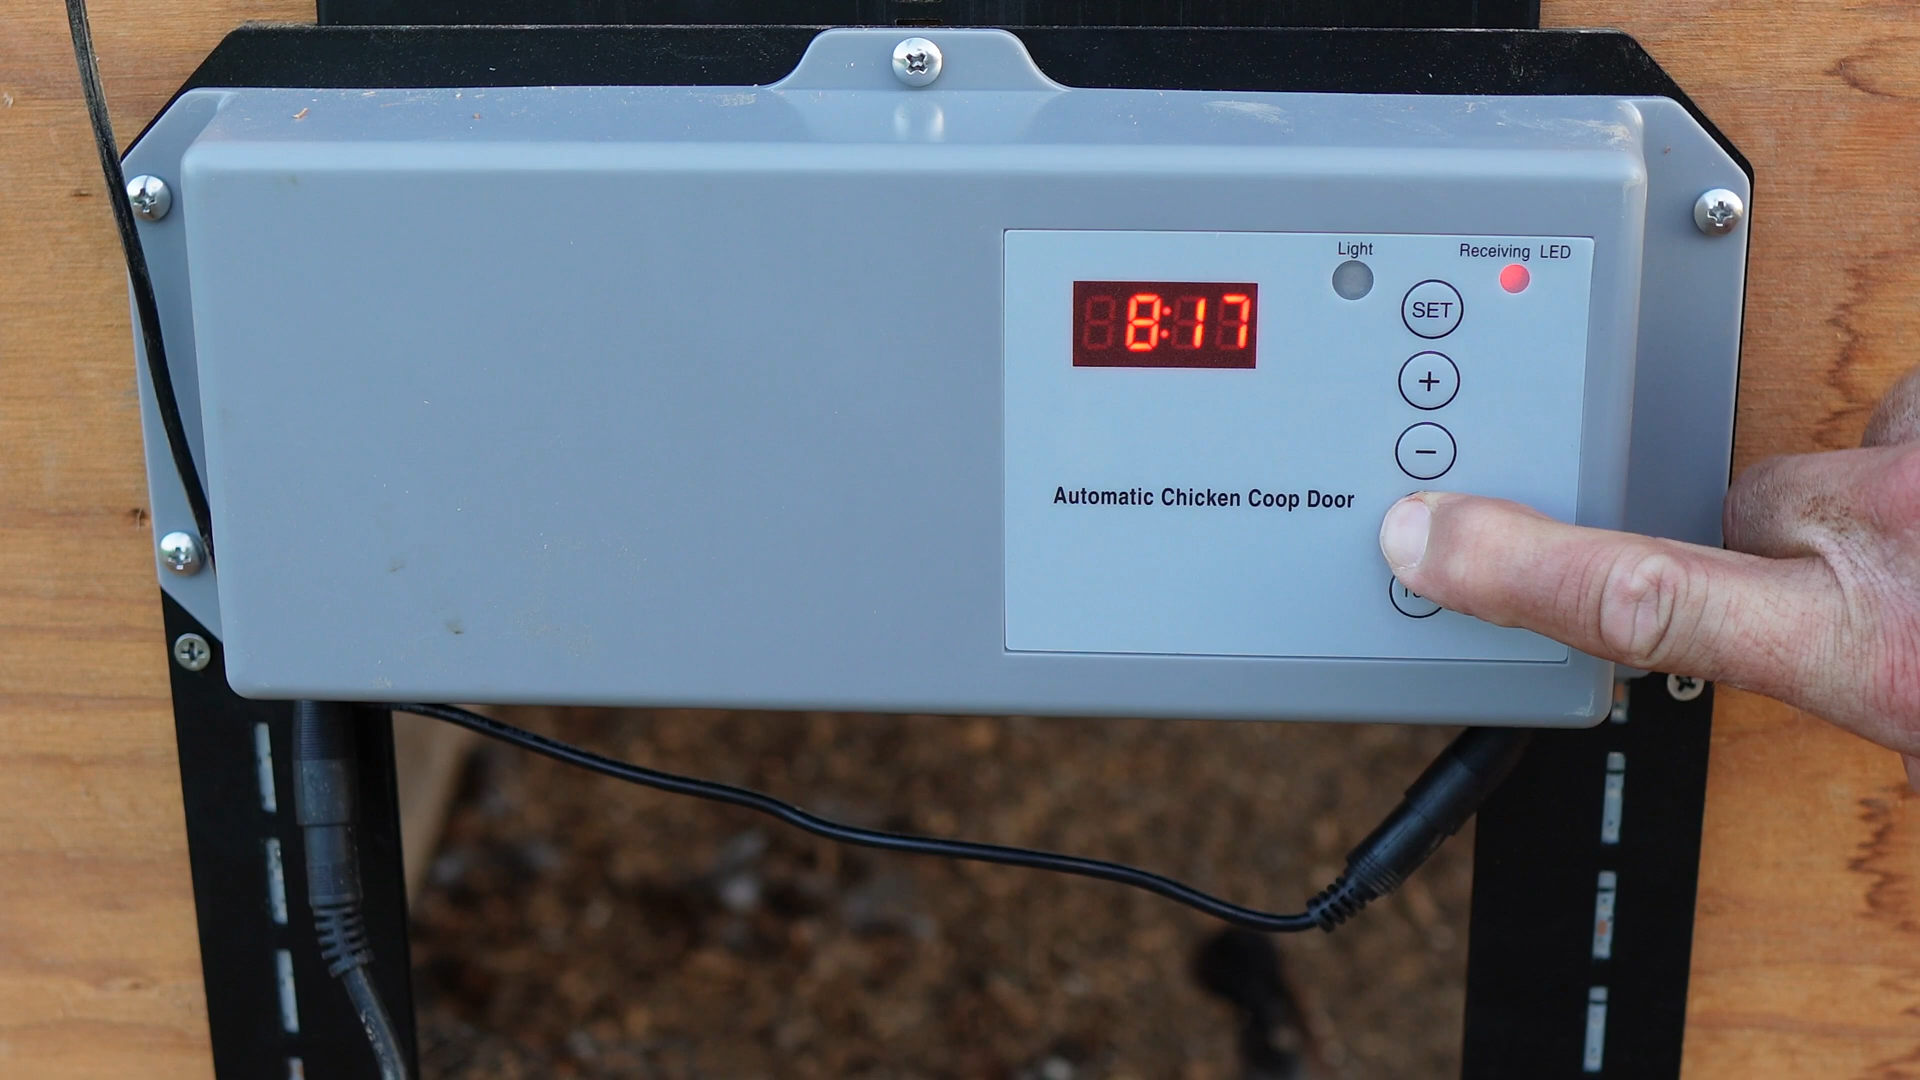 Light
Receiving LED
8:17
SET
+
−
Automatic Chicken Coop Door